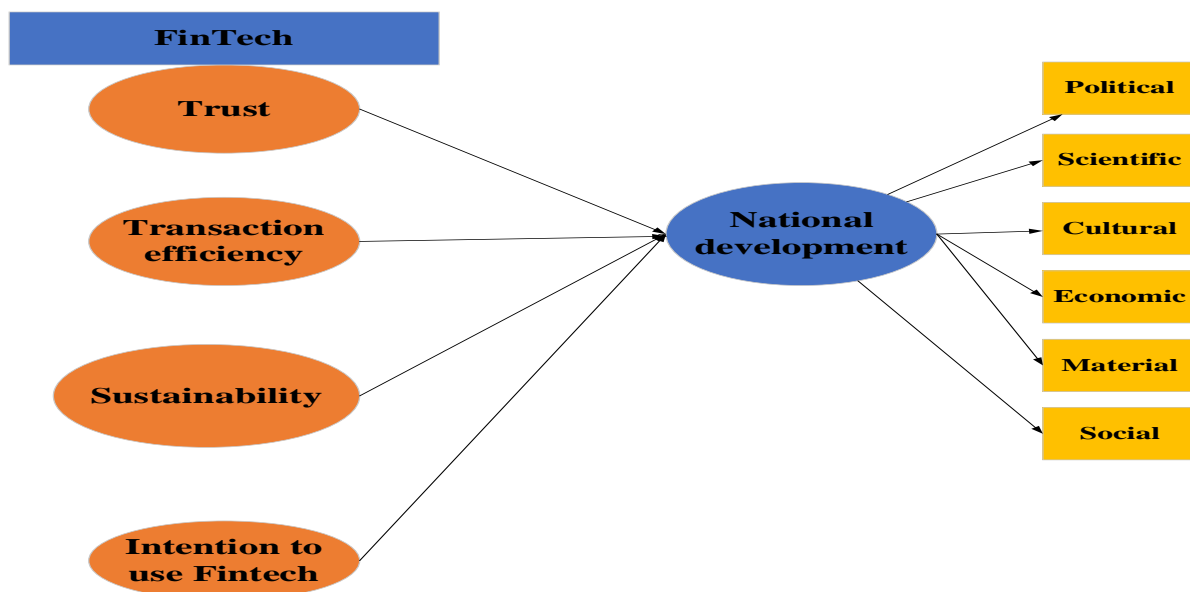 FinTech
Trust
Transaction
efficiency
Sustainability
Intention to
use Fintech
National
development
Political
Scientific
Cultural
Economic
Material
Social